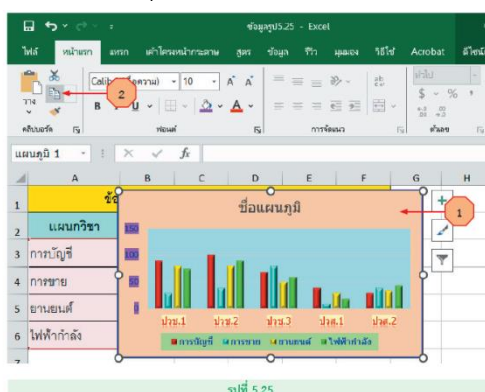 ข้อมูลรูป5.25 - Excel
ไฟล์ หน้าแรก แทรก เค้าโครงหน้ากระดาษ สูตร ข้อมูล รีวิว มุมมอง วิธีใช้ Acrobat
วาง 2 10 A A
B U A $ - % ,
คลิปบอร์ด ฟอนต์ การจัดแนว ตัวเลข
แผนภูมิ 1 fx
A B C D E F G H
1 ชื่อแผนภูมิ 1
2 แผนกวิชา 150
3 การบัญชี 100
4 การขาย 50
5 ยานยนต์ 0
ปวช.1 ปวช.2 ปวช.3 ปวส.1 ปวส.2
6 ไฟฟ้ากำลัง การบัญชี การขาย ยานยนต์ ไฟฟ้ากำลัง
รูปที่ 5.25